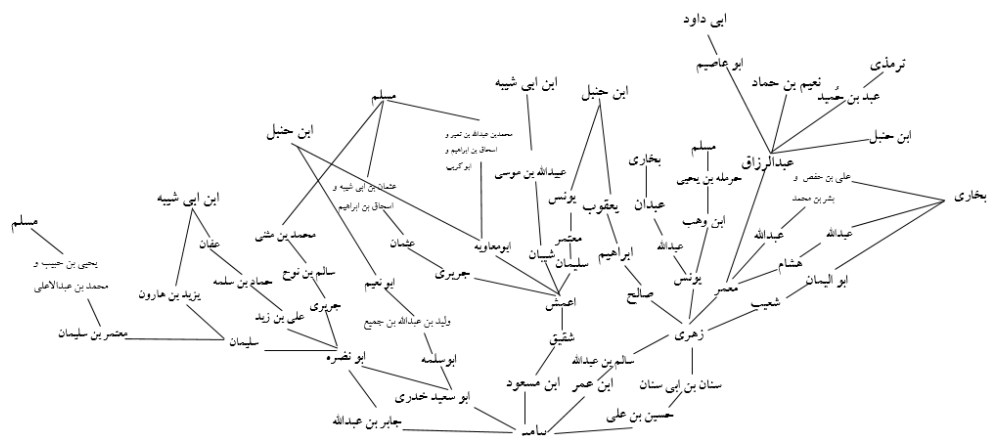 ابی داود
ابو عاصیم
ترمذی
نعیم بن حماد
عبد بن حُمید
ابن ابی شیبه
ابن حنبل
مسلم
ابن حنبل
ابن حنبل
محمدبن عبدالله بن نمیر و
اسحاق بن ابراهیم و
ابو کریب
مسلم
بخاری
عبدالرزاق
عبیدالله بن موسی
حرمله بن یحیی
علی بن حفص و
بشر بن محمد
عثمان بن ابی شیبه و
اسحاق بن ابراهیم
بخاری
ابن ابی شیبه
یونس
یعقوب
عبدان
مسلم
ابن وهب
محمد بن مثنی
عفان
عثمان
ابومعاویه
معتمر
شیبان
سلیمان
ابراهیم
عبدالله
عبدالله
عبدالله
یحیی بن حبیب و
محمد بن عبدالاعلی
سالم بن نوح
حماد بن سلمه
ابو نعیم
جریری
هشام
ابو الیمان
یزید بن هارون
جریری
علی بن زید
اعمش
صالح
یونس
معمر
شعیب
ولید بن عبدالله بن جمیع
معتمر بن سلیمان
سلیمان
شقیق
زهری
ابو نضره
ابوسلمه
سالم بن عبدالله
ابن مسعود
ابن عمر
سنان بن ابی سنان
ابو سعید خدری
جابر بن عبدالله
حسین بن علی
پیامبر